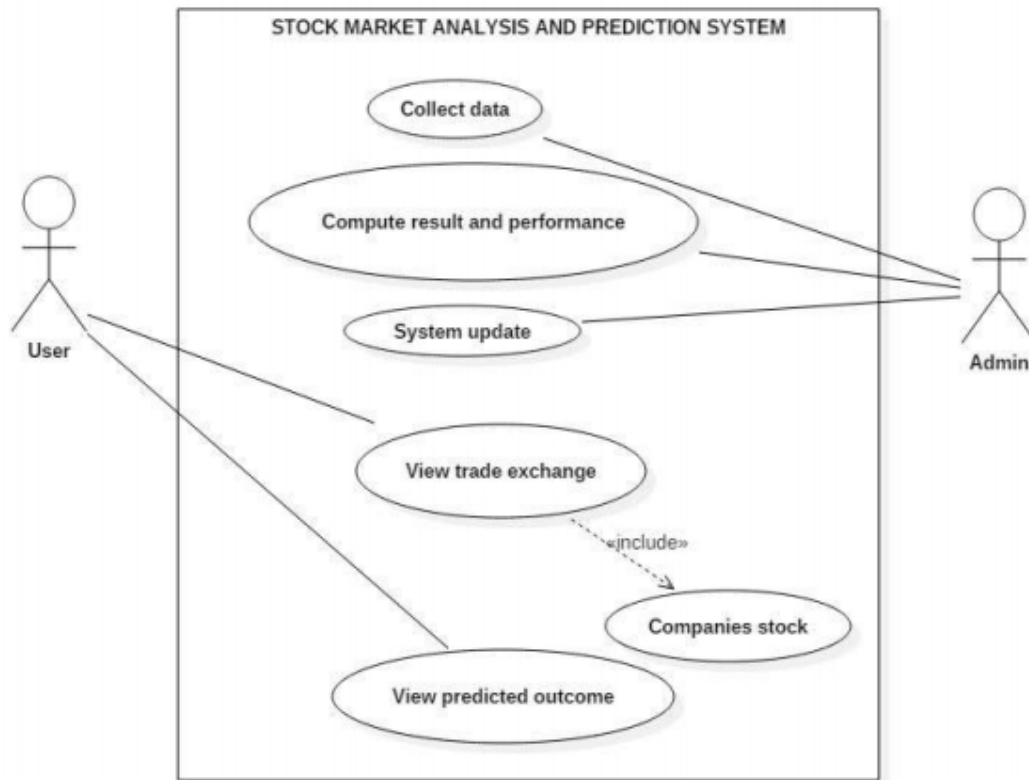 STOCK MARKET ANALYSIS AND PREDICTION SYSTEM
Collect data
Compute result and performance
System update
User
Admin
View trade exchange
«include»
Companies stock
View predicted outcome